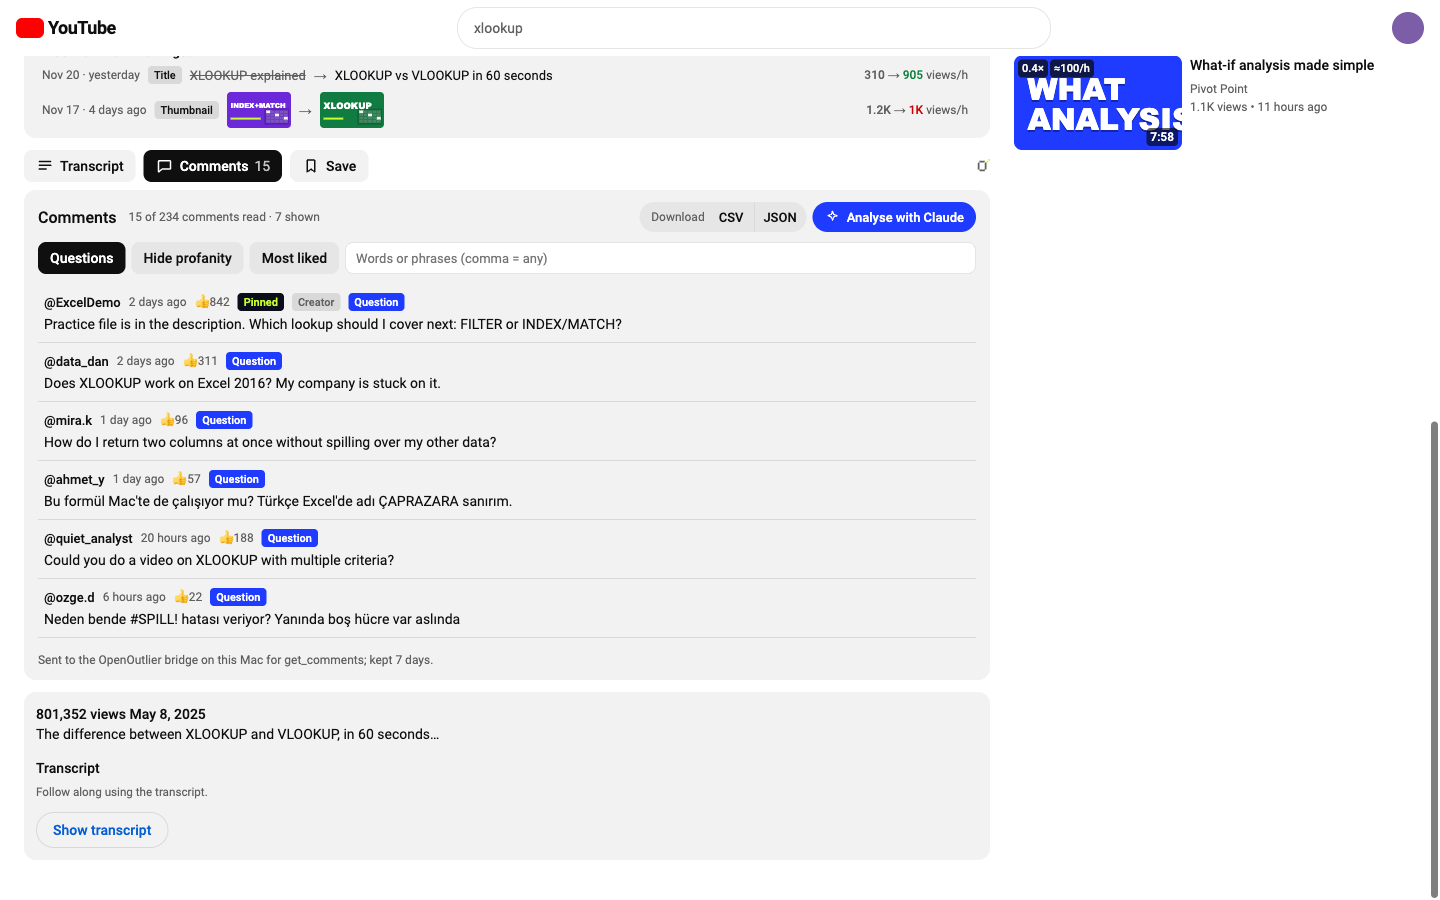 YouTube
xlookup
Nov 20 · yesterday Title XLOOKUP explained → XLOOKUP vs VLOOKUP in 60 seconds 310 → 905 views/h
Nov 17 · 4 days ago Thumbnail INDEX+MATCH → XLOOKUP 1.2K → 1K views/h
0.4× ≈100/h
WHAT
ANALYSIS
7:58
What-if analysis made simple
Pivot Point
1.1K views • 11 hours ago
Transcript Comments 15 Save
Comments 15 of 234 comments read · 7 shown Download CSV JSON Analyse with Claude
Questions Hide profanity Most liked Words or phrases (comma = any)
@ExcelDemo 2 days ago 👍842 Pinned Creator Question
Practice file is in the description. Which lookup should I cover next: FILTER or INDEX/MATCH?
@data_dan 2 days ago 👍311 Question
Does XLOOKUP work on Excel 2016? My company is stuck on it.
@mira.k 1 day ago 👍96 Question
How do I return two columns at once without spilling over my other data?
@ahmet_y 1 day ago 👍57 Question
Bu formül Mac'te de çalışıyor mu? Türkçe Excel'de adı ÇAPRAZARA sanırım.
@quiet_analyst 20 hours ago 👍188 Question
Could you do a video on XLOOKUP with multiple criteria?
@ozge.d 6 hours ago 👍22 Question
Neden bende #SPILL! hatası veriyor? Yanında boş hücre var aslında
Sent to the OpenOutlier bridge on this Mac for get_comments; kept 7 days.
801,352 views May 8, 2025
The difference between XLOOKUP and VLOOKUP, in 60 seconds…
Transcript
Follow along using the transcript.
Show transcript